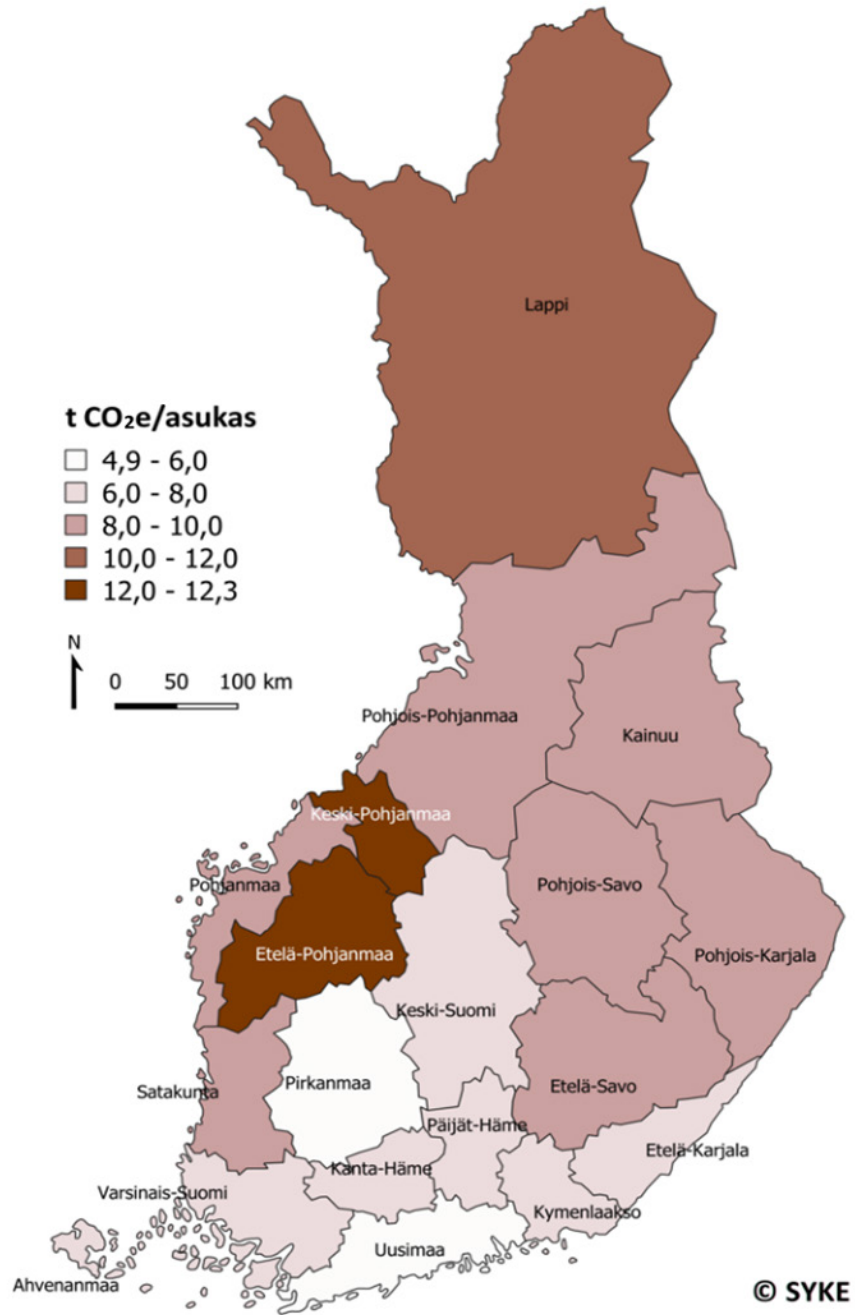 Lappi
t CO₂e/asukas
4,9 - 6,0
6,0 - 8,0
8,0 - 10,0
10,0 - 12,0
12,0 - 12,3
N
0 50 100 km
Pohjois-Pohjanmaa
Kainuu
Keski-Pohjanmaa
Pohjanmaa
Pohjois-Savo
Etelä-Pohjanmaa
Pohjois-Karjala
Keski-Suomi
Pirkanmaa
Etelä-Savo
Satakunta
Päijät-Häme
Etelä-Karjala
Kanta-Häme
Varsinais-Suomi
Kymenlaakso
Uusimaa
Ahvenanmaa
© SYKE